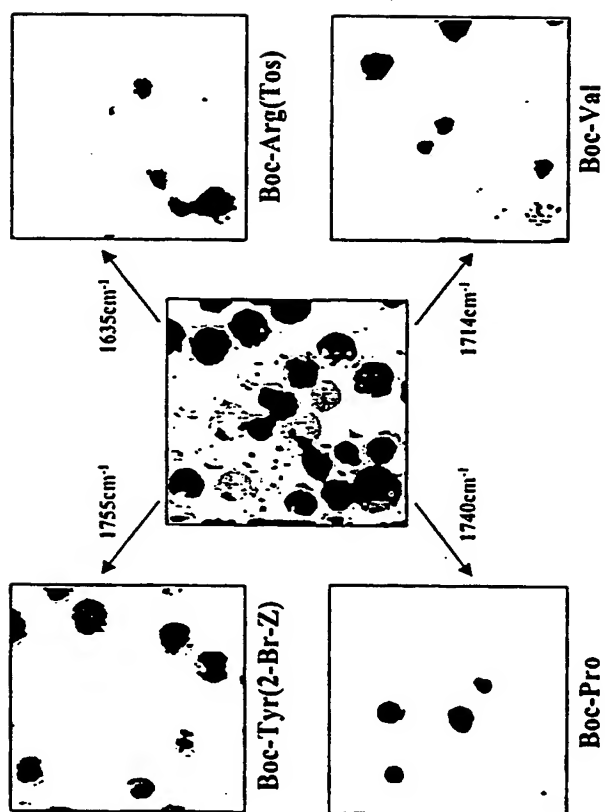 1755cm⁻¹ 1635cm⁻¹
Boc-Tyr(2-Br-Z) Boc-Arg(Tos)
1740cm⁻¹ 1714cm⁻¹
Boc-Pro Boc-Val